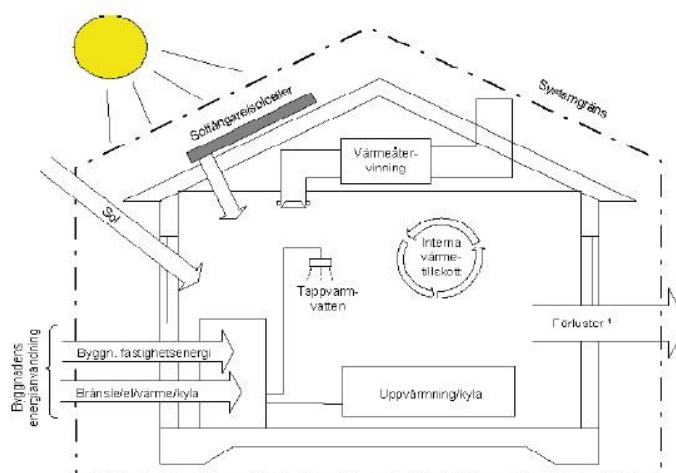 Solfångare/solceller
Systemgräns
Värmeåter-
vinning
Sol
Interna
värme-
tillskott
Tappvarm-
vatten
Förluster 1
Byggnadens
energianvändning
Byggn. fastighetsenergi
Bränsle/el/värme/kyla
Uppvärmning/kyla